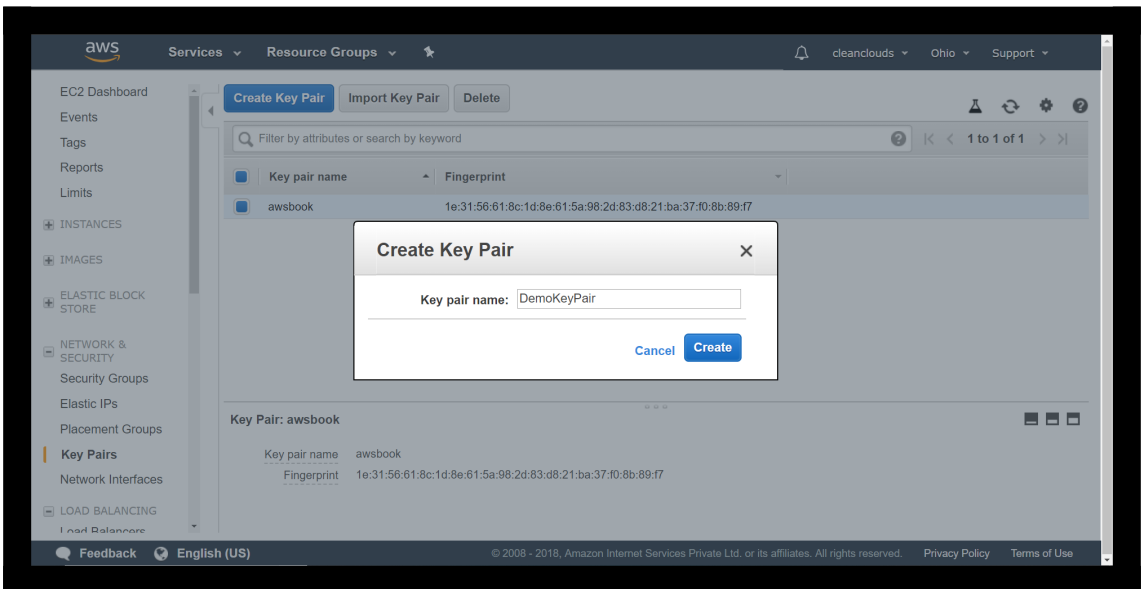 aws
Services Resource Groups cleanclouds Ohio Support
EC2 Dashboard
Events
Tags
Reports
Limits
INSTANCES
IMAGES
ELASTIC BLOCK
STORE
NETWORK &
SECURITY
Security Groups
Elastic IPs
Placement Groups
Key Pairs
Network Interfaces
LOAD BALANCING
Load Balancers
Create Key Pair Import Key Pair Delete
Filter by attributes or search by keyword
1 to 1 of 1
Key pair name Fingerprint
awsbook 1e:31:56:61:8c:1d:8e:61:5a:98:2d:83:d8:21:ba:37:f0:8b:89:f7
Create Key Pair
Key pair name: DemoKeyPair
Cancel Create
Key Pair: awsbook
Key pair name awsbook
Fingerprint 1e:31:56:61:8c:1d:8e:61:5a:98:2d:83:d8:21:ba:37:f0:8b:89:f7
Feedback English (US) © 2008 - 2018, Amazon Internet Services Private Ltd. or its affiliates. All rights reserved. Privacy Policy Terms of Use